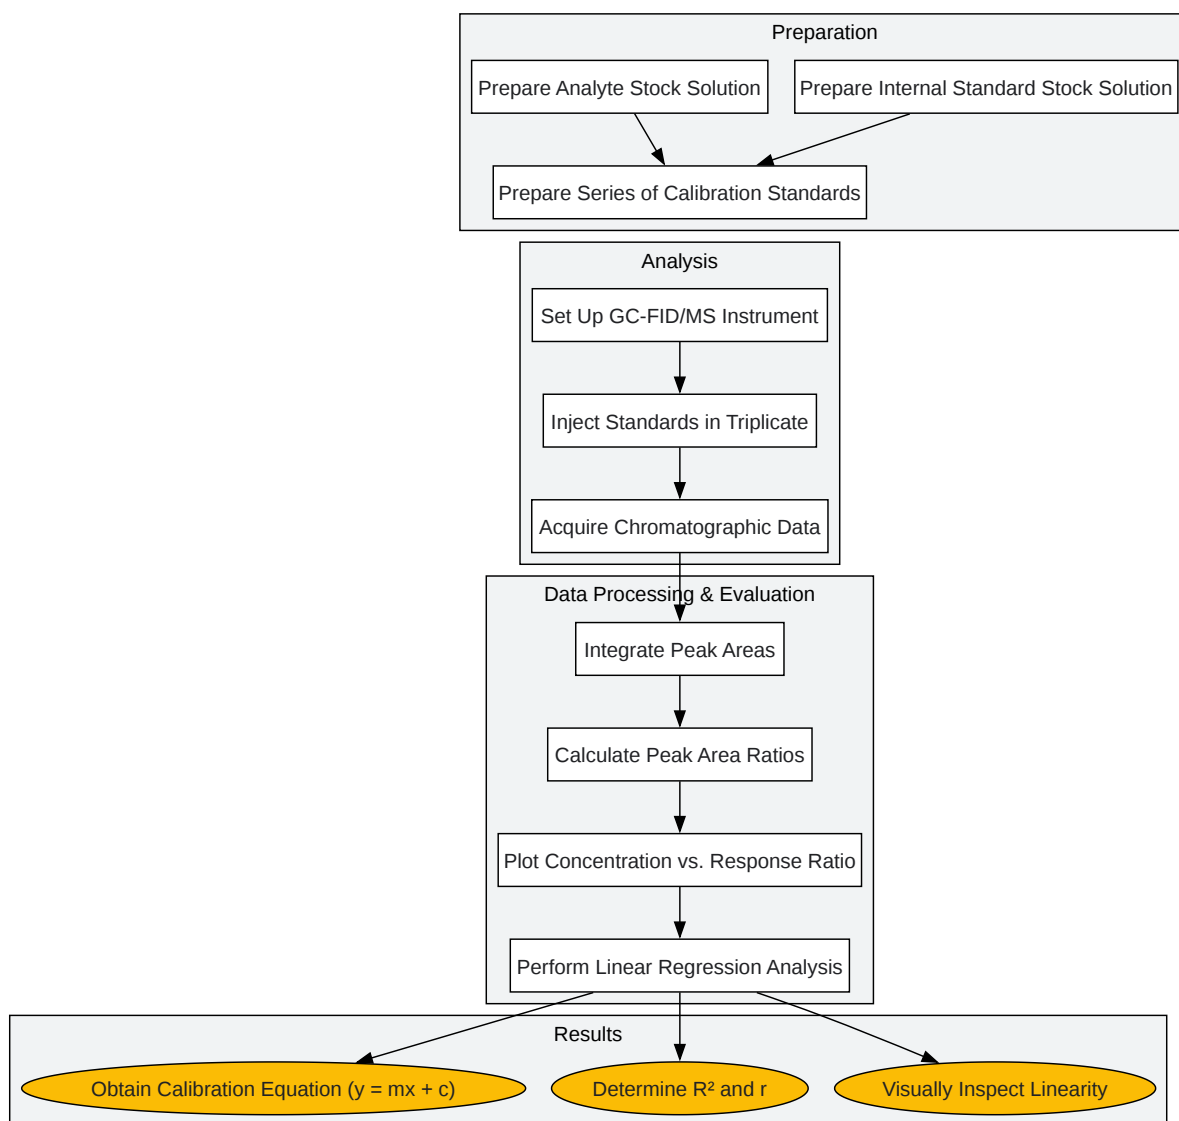 Preparation
Prepare Analyte Stock Solution
Prepare Internal Standard Stock Solution
Prepare Series of Calibration Standards
Analysis
Set Up GC-FID/MS Instrument
Inject Standards in Triplicate
Acquire Chromatographic Data
Data Processing & Evaluation
Integrate Peak Areas
Calculate Peak Area Ratios
Plot Concentration vs. Response Ratio
Perform Linear Regression Analysis
Results
Obtain Calibration Equation (y = mx + c)
Determine R² and r
Visually Inspect Linearity